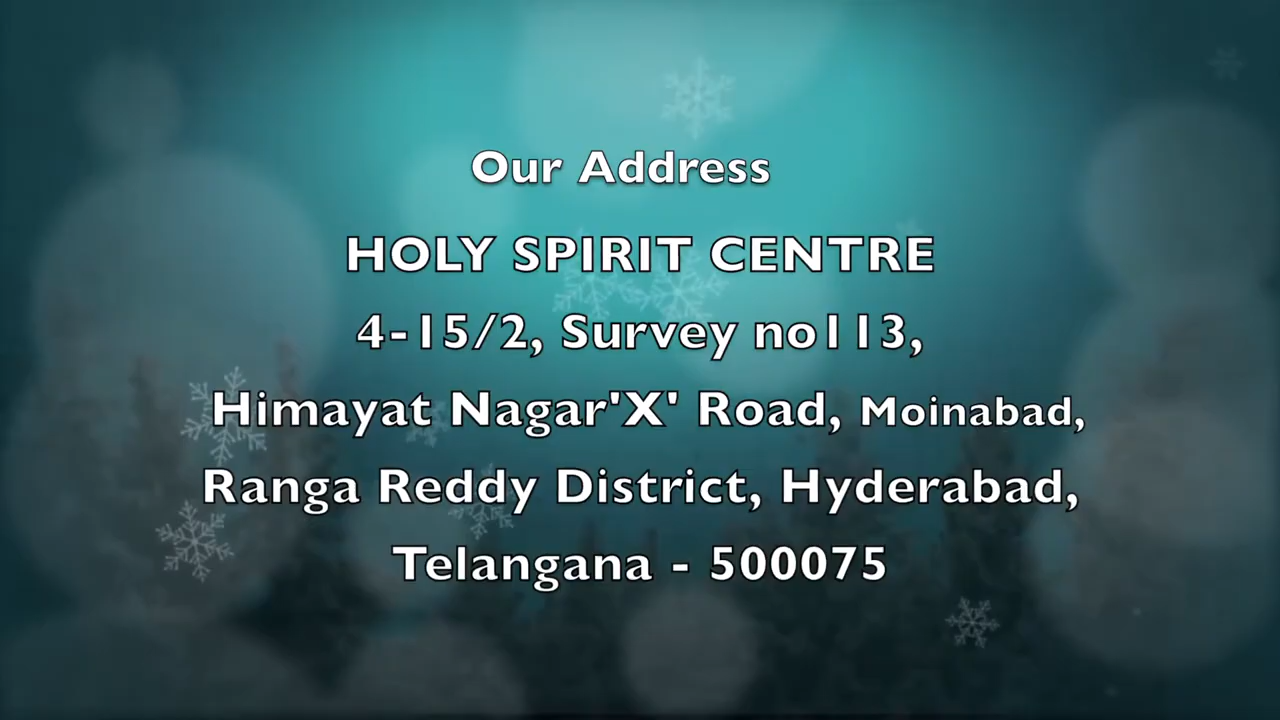 Our Address
HOLY SPIRIT CENTRE
4-15/2, Survey no113,
Himayat Nagar'X' Road, Moinabad,
Ranga Reddy District, Hyderabad,
Telangana - 500075